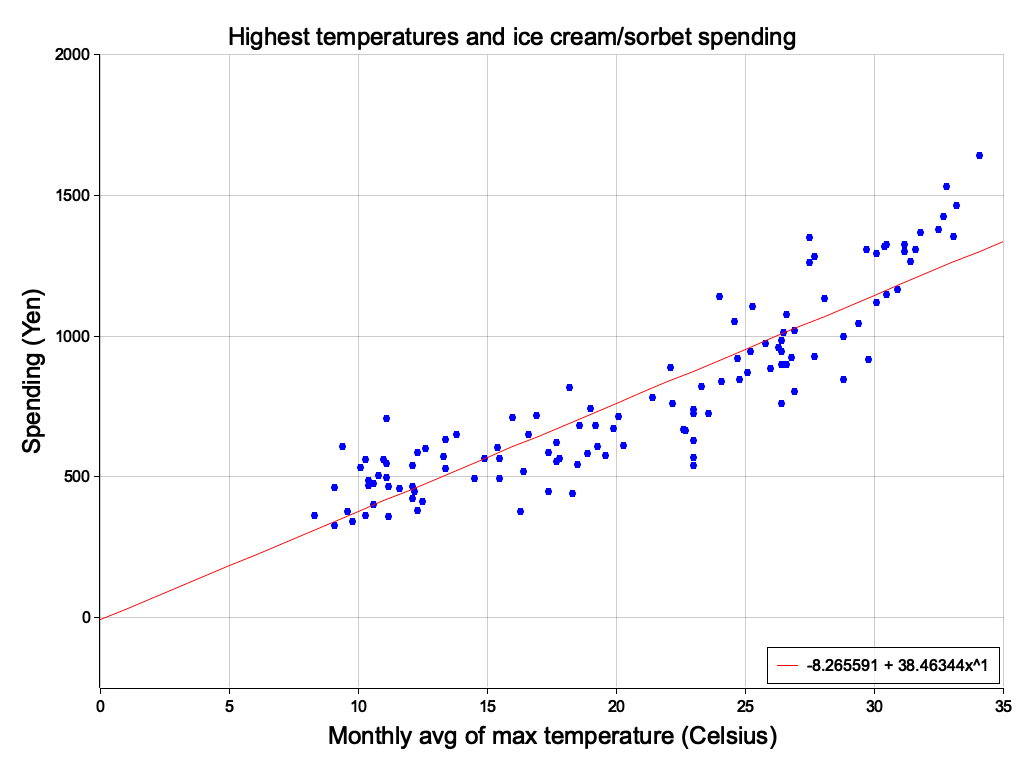 Highest temperatures and ice cream/sorbet spending
2000
1500
1000
500
0
Spending (Yen)
-8.265591 + 38.46344x^1
0 5 10 15 20 25 30 35
Monthly avg of max temperature (Celsius)